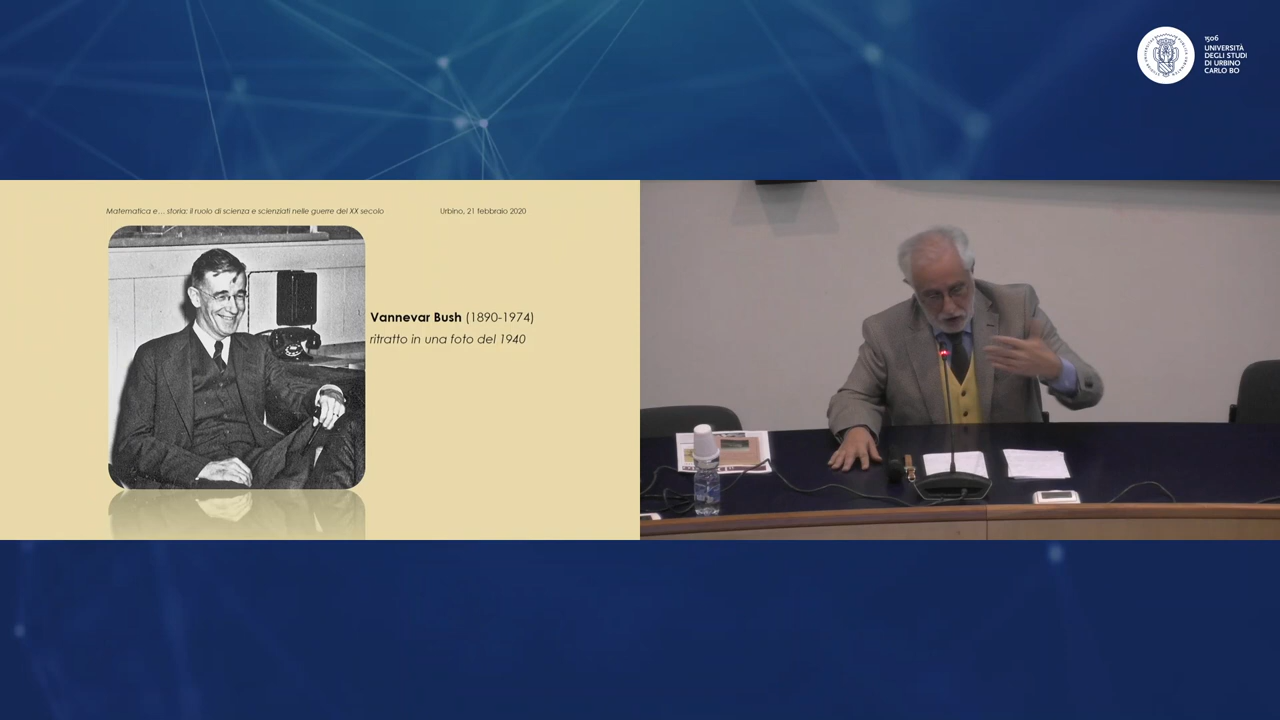 1506
UNIVERSITÀ
DEGLI STUDI
DI URBINO
CARLO BO
Matematica e... storia: il ruolo di scienza e scienziati nelle guerre del XX secolo
Urbino, 21 febbraio 2020
Vannevar Bush (1890-1974)
ritratto in una foto del 1940